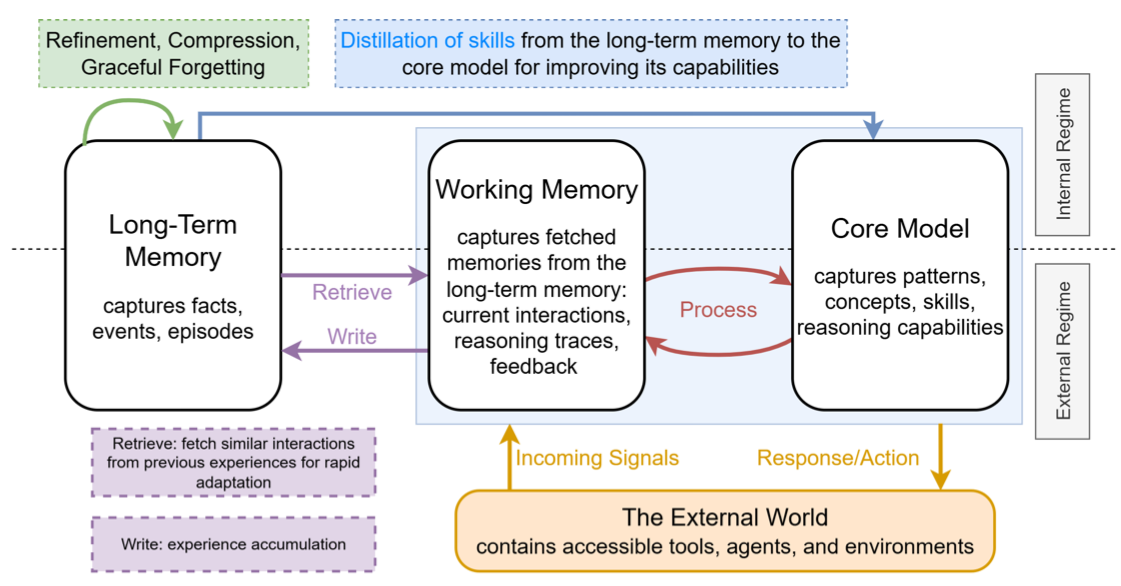 Refinement, Compression,
Graceful Forgetting
Distillation of skills from the long-term memory to the
core model for improving its capabilities
Internal Regime
Long-Term
Memory
captures facts,
events, episodes
Retrieve
Write
Working Memory
captures fetched
memories from the
long-term memory:
current interactions,
reasoning traces,
feedback
Process
Core Model
captures patterns,
concepts, skills,
reasoning capabilities
External Regime
Retrieve: fetch similar interactions
from previous experiences for rapid
adaptation
Write: experience accumulation
Incoming Signals
Response/Action
The External World
contains accessible tools, agents, and environments